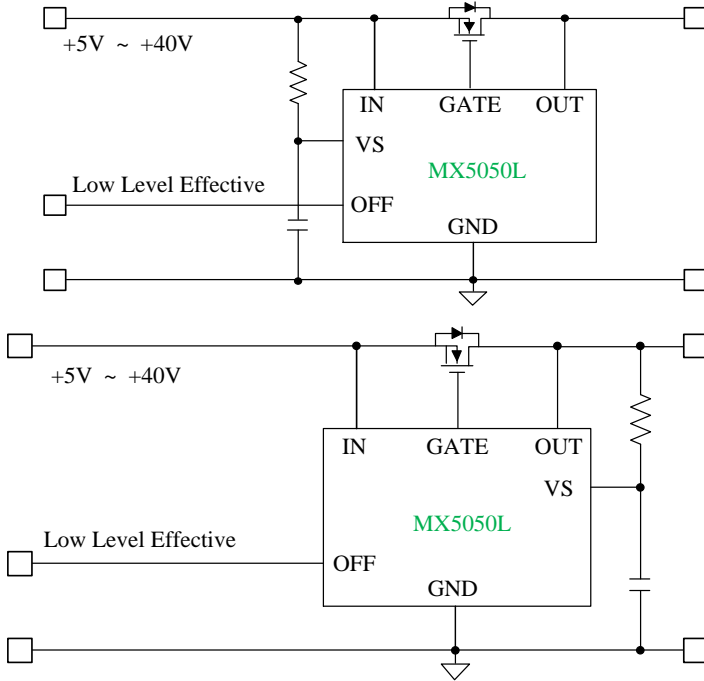 +5V ~ +40V
IN GATE OUT
VS
MX5050L
Low Level Effective
OFF
GND
+5V ~ +40V
IN GATE OUT
VS
MX5050L
Low Level Effective
OFF
GND